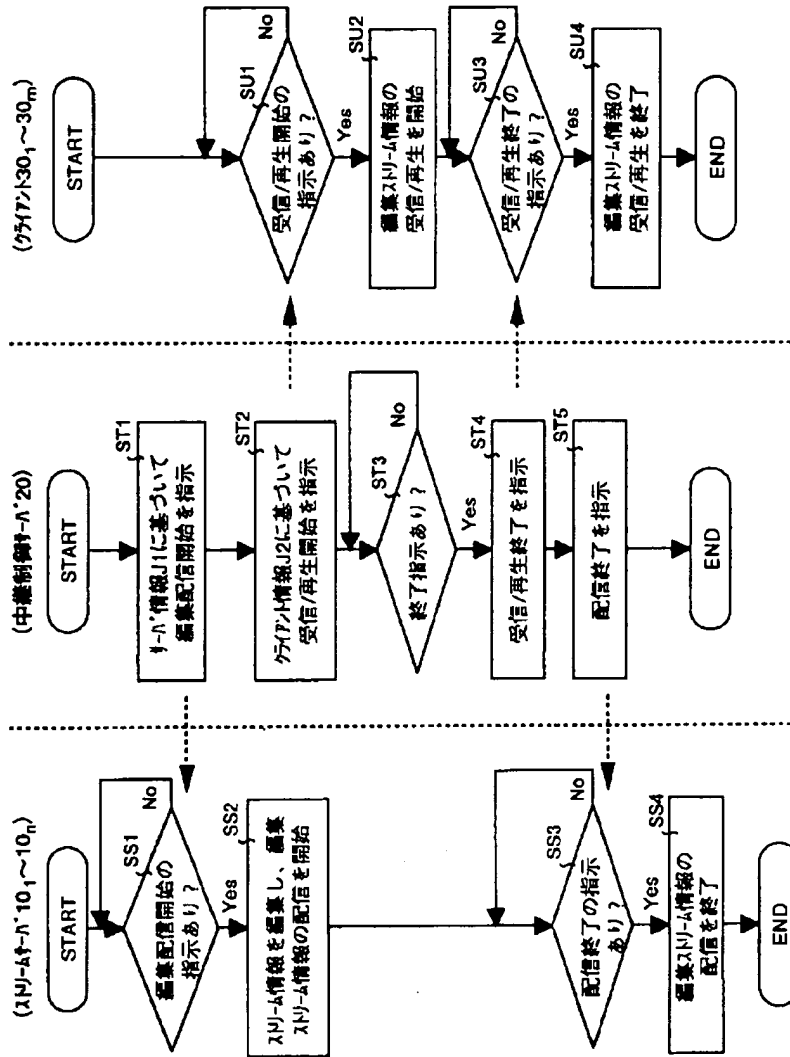 (ストリームサーバ10₁～10ₙ)
START
SS1
編集配信開始の
指示あり？
No
Yes
SS2
ストリーム情報を編集し、編集
ストリーム情報の配信を開始
SS3
配信終了の指示
あり？
No
Yes
SS4
編集ストリーム情報の
配信を終了
END
(中継制御サーバ20)
START
ST1
サーバ情報J1に基づいて
編集配信開始を指示
ST2
クライアント情報J2に基づいて
受信/再生開始を指示
ST3
終了指示あり？
No
Yes
ST4
受信/再生終了を指示
ST5
配信終了を指示
END
(クライアント30₁～30ₘ)
START
SU1
受信/再生開始の
指示あり？
No
Yes
SU2
編集ストリーム情報の
受信/再生を開始
SU3
受信/再生終了の
指示あり？
No
Yes
SU4
編集ストリーム情報の
受信/再生を終了
END